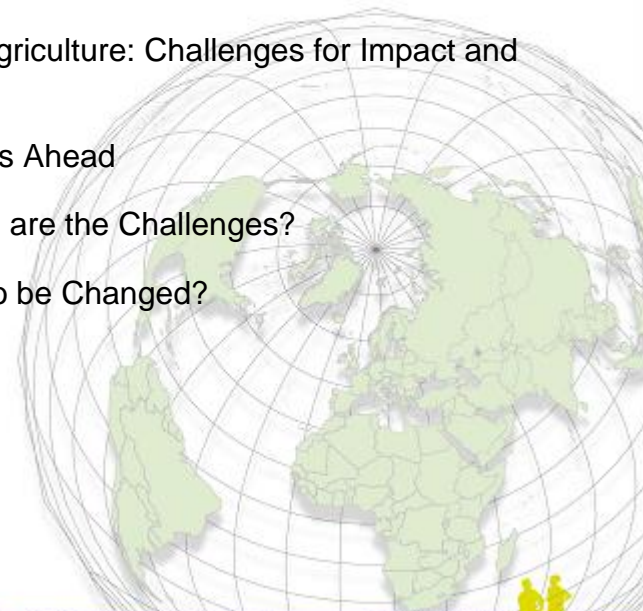 griculture: Challenges for Impact and
s Ahead
are the Challenges?
be Changed?